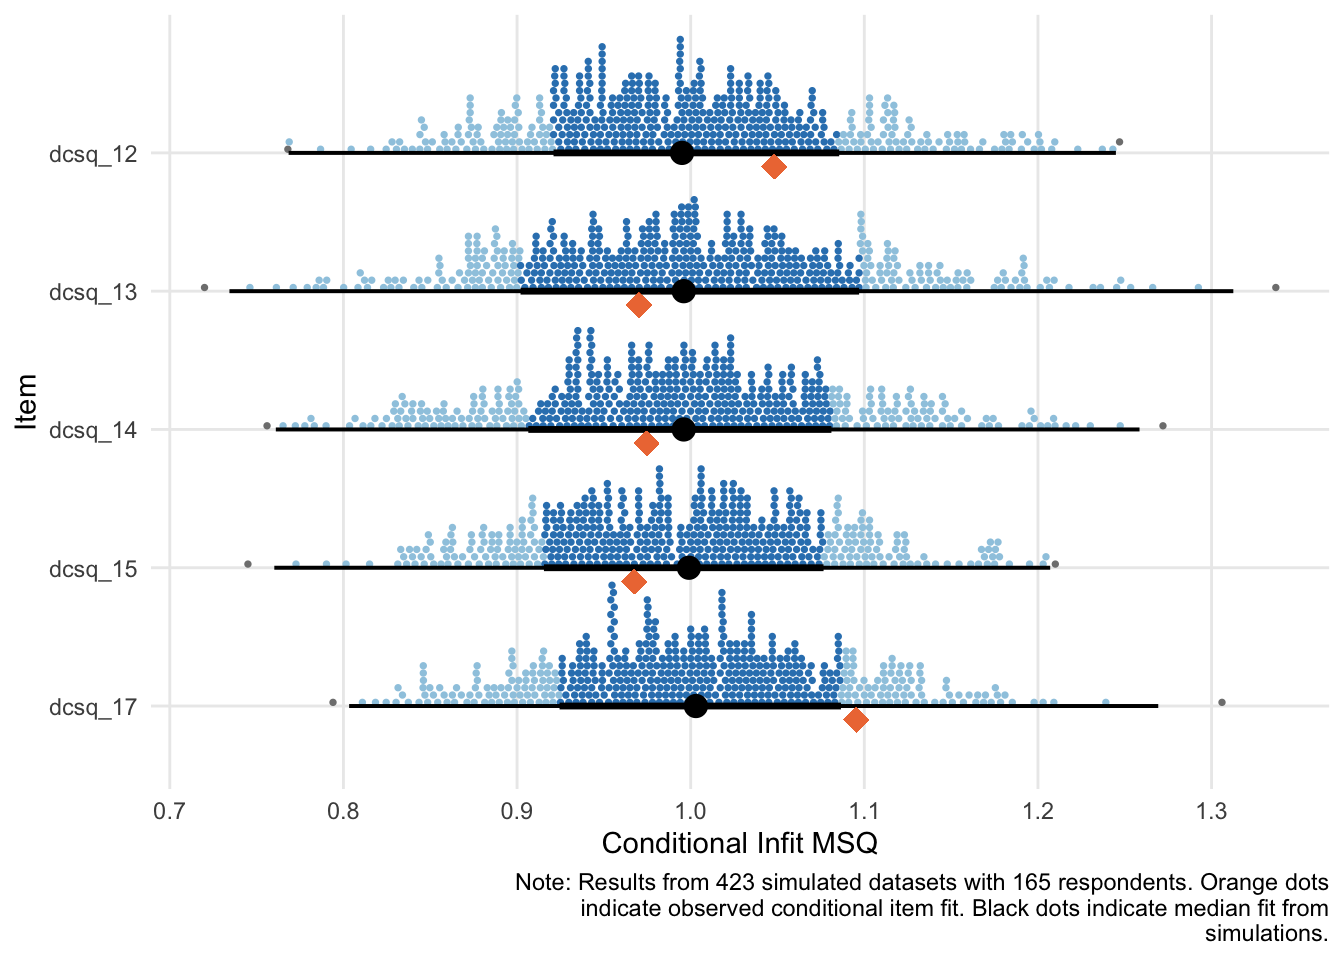 dcsq_12
dcsq_13
dcsq_14
dcsq_15
dcsq_17
Item
0.7 0.8 0.9 1.0 1.1 1.2 1.3
Conditional Infit MSQ
Note: Results from 423 simulated datasets with 165 respondents. Orange dots
indicate observed conditional item fit. Black dots indicate median fit from
simulations.